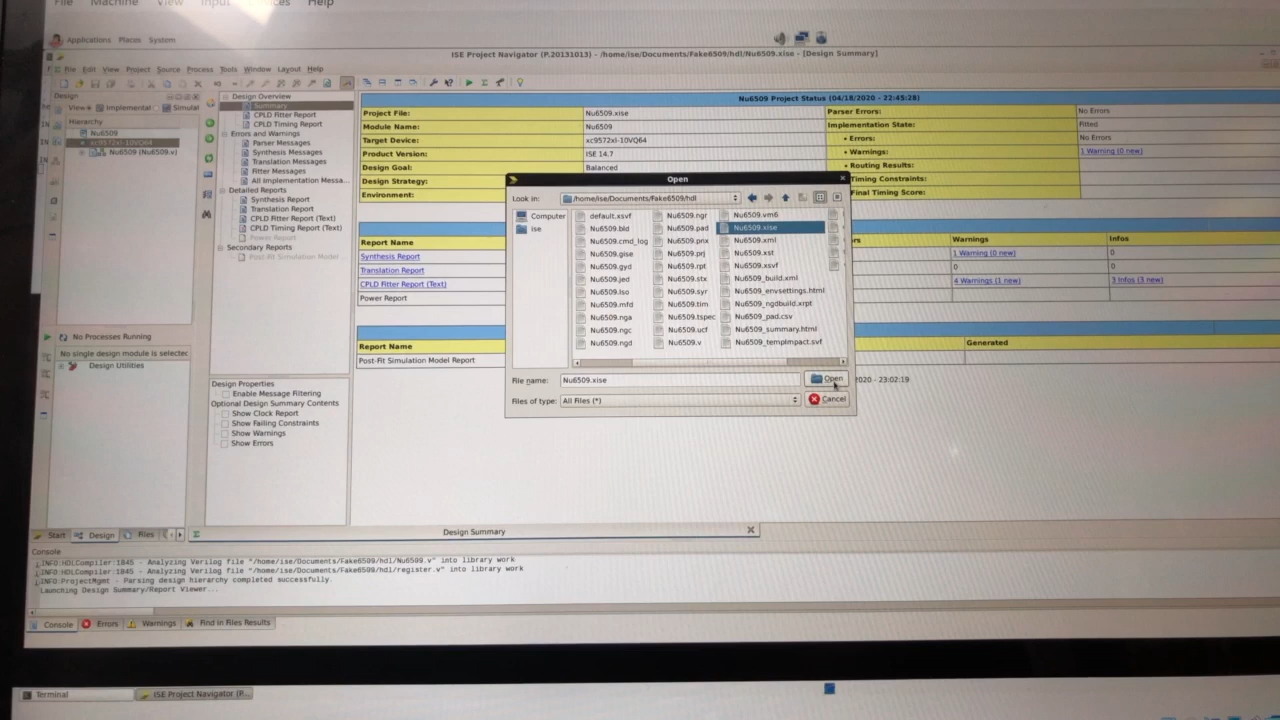 File Machine View Input Help
Applications Places System
ISE Project Navigator (P.20131013) - /home/ise/Documents/Fake6509/hdl/Nu6509.xise - [Design Summary]
File Edit View Project Source Process Tools Window Layout Help
Design
View: Implementation Simulat
Hierarchy
Nu6509
xc9572xl-10VQ64
Nu6509 (Nu6509.v)
No Processes Running
No single design module is selected
Design Utilities
Design Overview
Summary
CPLD Fitter Report
CPLD Timing Report
Errors and Warnings
Parser Messages
Synthesis Messages
Translation Messages
Fitter Messages
All Implementation Messa...
Detailed Reports
Synthesis Report
Translation Report
CPLD Fitter Report (Text)
CPLD Timing Report (Text)
Power Report
Secondary Reports
Post-Fit Simulation Model ...
Design Properties
Enable Message Filtering
Optional Design Summary Contents
Show Clock Report
Show Failing Constraints
Show Warnings
Show Errors
Nu6509 Project Status (04/18/2020 - 22:45:28)
Project File: Nu6509.xise Parser Errors: No Errors
Module Name: Nu6509 Implementation State: Fitted
Target Device: xc9572xl-10VQ64 • Errors: No Errors
Product Version: ISE 14.7 • Warnings: 1 Warning (0 new)
Design Goal: Balanced • Routing Results:
Design Strategy: Timing Constraints:
Environment: Final Timing Score:
Report Name Warnings Infos
Synthesis Report 1 Warning (0 new) 0
Translation Report 0 0
CPLD Fitter Report (Text) 4 Warnings (1 new) 3 Infos (3 new)
Power Report
Report Name Generated
Post-Fit Simulation Model Report
2020 - 23:02:19
Open
Look in: /home/ise/Documents/Fake6509/hdl
Computer
ise
default.xsvf Nu6509.ngr Nu6509.vm6
Nu6509.bld Nu6509.pad Nu6509.xise
Nu6509.cmd_log Nu6509.pnx Nu6509.xml
Nu6509.gise Nu6509.prj Nu6509.xst
Nu6509.gyd Nu6509.rpt Nu6509.xsvf
Nu6509.jed Nu6509.stx Nu6509_build.xml
Nu6509.lso Nu6509.syr Nu6509_envsettings.html
Nu6509.mfd Nu6509.tim Nu6509_ngdbuild.xrpt
Nu6509.nga Nu6509.tspec Nu6509_pad.csv
Nu6509.ngc Nu6509.ucf Nu6509_summary.html
Nu6509.ngd Nu6509.v Nu6509_tempImpact.svf
File name: Nu6509.xise Open
Files of type: All Files (*) Cancel
Start Design Files
Design Summary
Console
INFO:HDLCompiler:1845 - Analyzing Verilog file "/home/ise/Documents/Fake6509/hdl/Nu6509.v" into library work
INFO:HDLCompiler:1845 - Analyzing Verilog file "/home/ise/Documents/Fake6509/hdl/register.v" into library work
INFO:ProjectMgmt - Parsing design hierarchy completed successfully.
Launching Design Summary/Report Viewer...
Console Errors Warnings Find in Files Results
Terminal ISE Project Navigator (P...